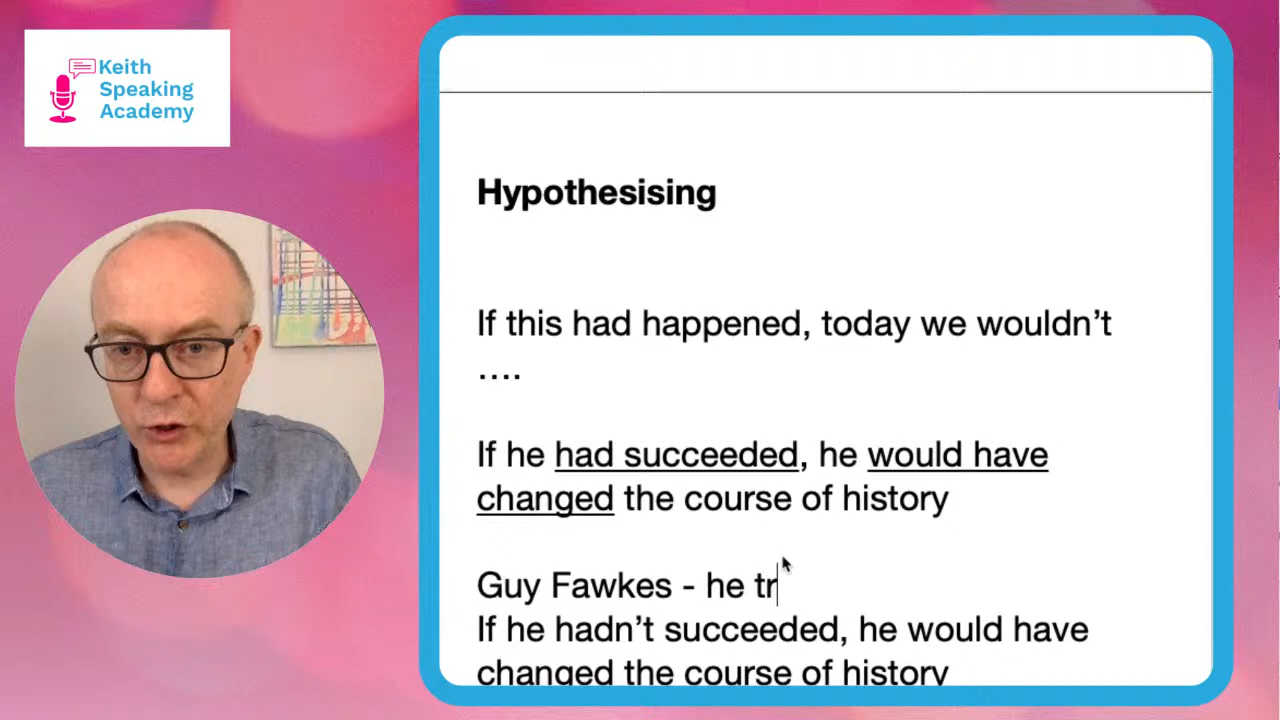 Keith
Speaking
Academy
Hypothesising
If this had happened, today we wouldn’t
….
If he had succeeded, he would have
changed the course of history
Guy Fawkes - he tr
If he hadn’t succeeded, he would have
changed the course of history